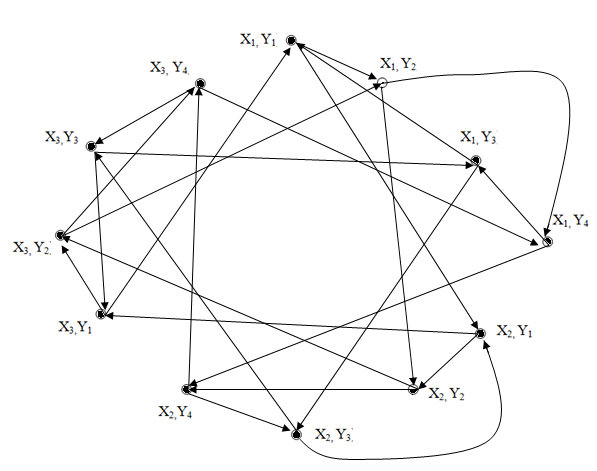 X₁, Y₁
X₁, Y₂
X₃, Y₄
X₃, Y₃
X₁, Y₃
X₁, Y₄
X₃, Y₂
X₃, Y₁
X₂, Y₁
X₂, Y₂
X₂, Y₄
X₂, Y₃